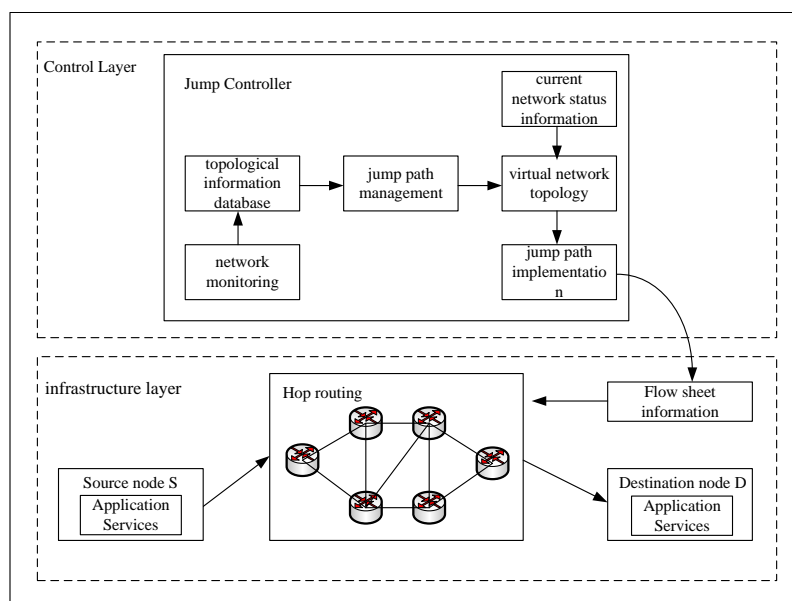 Control Layer
Jump Controller
current
network status
information
topological
information
database
jump path
management
virtual network
topology
network
monitoring
jump path
implementatio
n
infrastructure layer
Hop routing
Flow sheet
information
Source node S
Application
Services
Destination node D
Application
Services